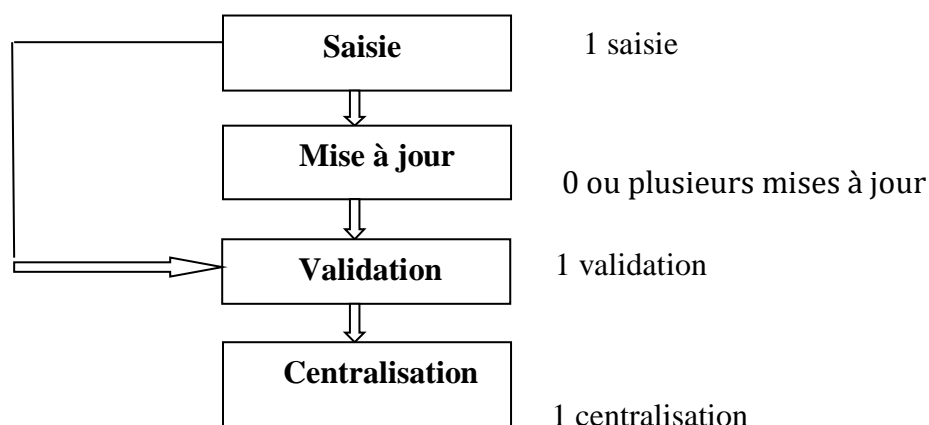 Saisie
1 saisie
Mise à jour
0 ou plusieurs mises à jour
Validation
1 validation
Centralisation
1 centralisation